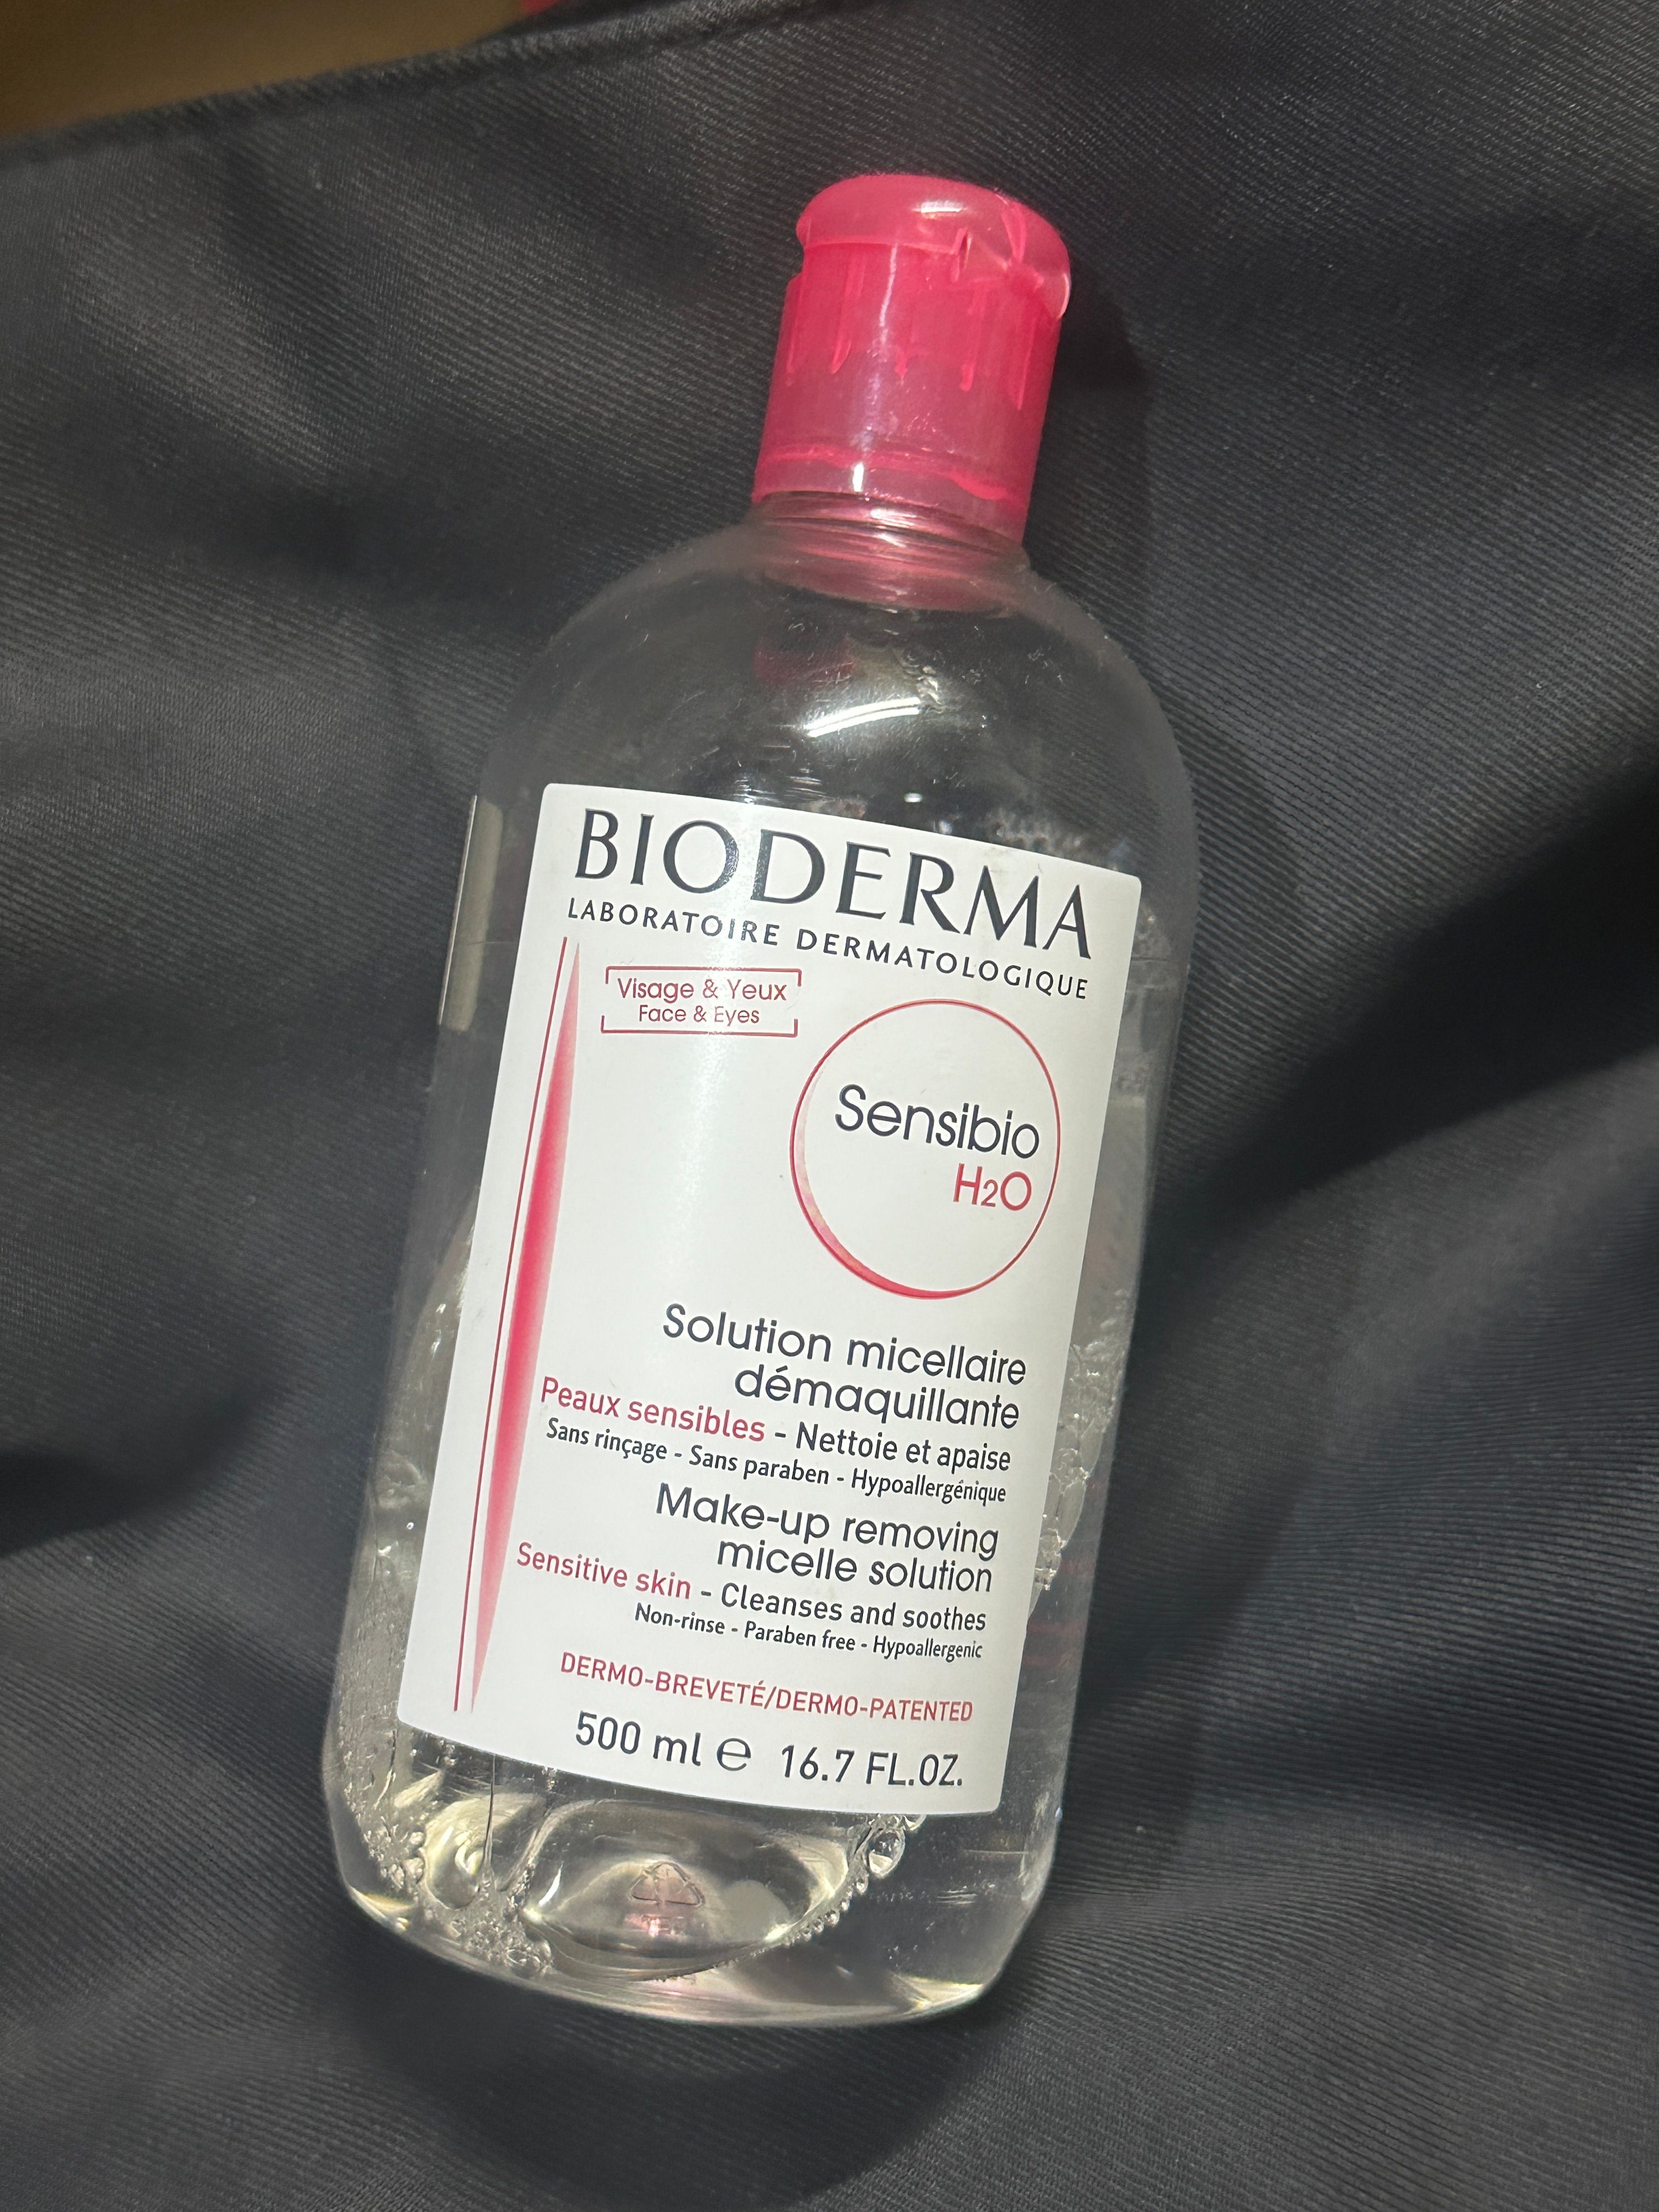 BIODERMA
LABORATOIRE DERMATOLOGIQUE
Visage & Yeux
Face & Eyes
Sensibio
H2O
Solution micellaire
démaquillante
Peaux sensibles - Nettoie et apaise
Sans rinçage - Sans paraben - Hypoallergénique
Make-up removing
micelle solution
Sensitive skin - Cleanses and soothes
Non-rinse - Paraben free - Hypoallergenic
DERMO-BREVETÉ/DERMO-PATENTED
500 ml ℮ 16.7 FL.OZ.